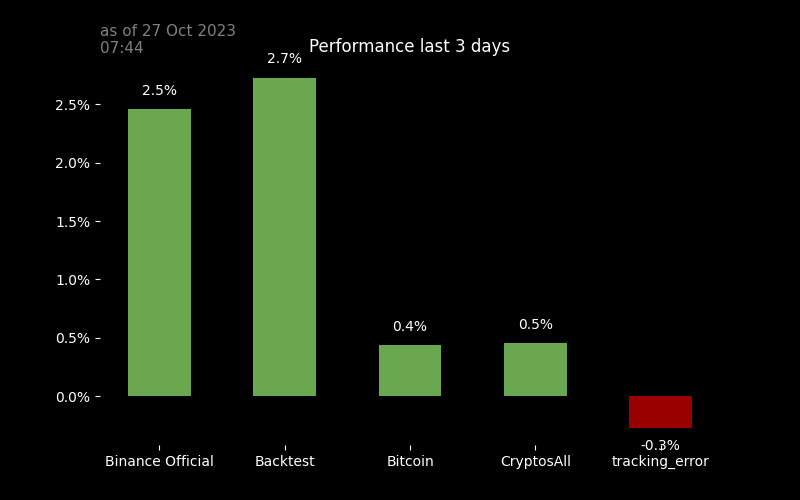 as of 27 Oct 2023
07:44
Performance last 3 days
2.5%
2.7%
0.4%
0.5%
-0.3%
2.5%
2.0%
1.5%
1.0%
0.5%
0.0%
Binance Official
Backtest
Bitcoin
CryptosAll
tracking_error